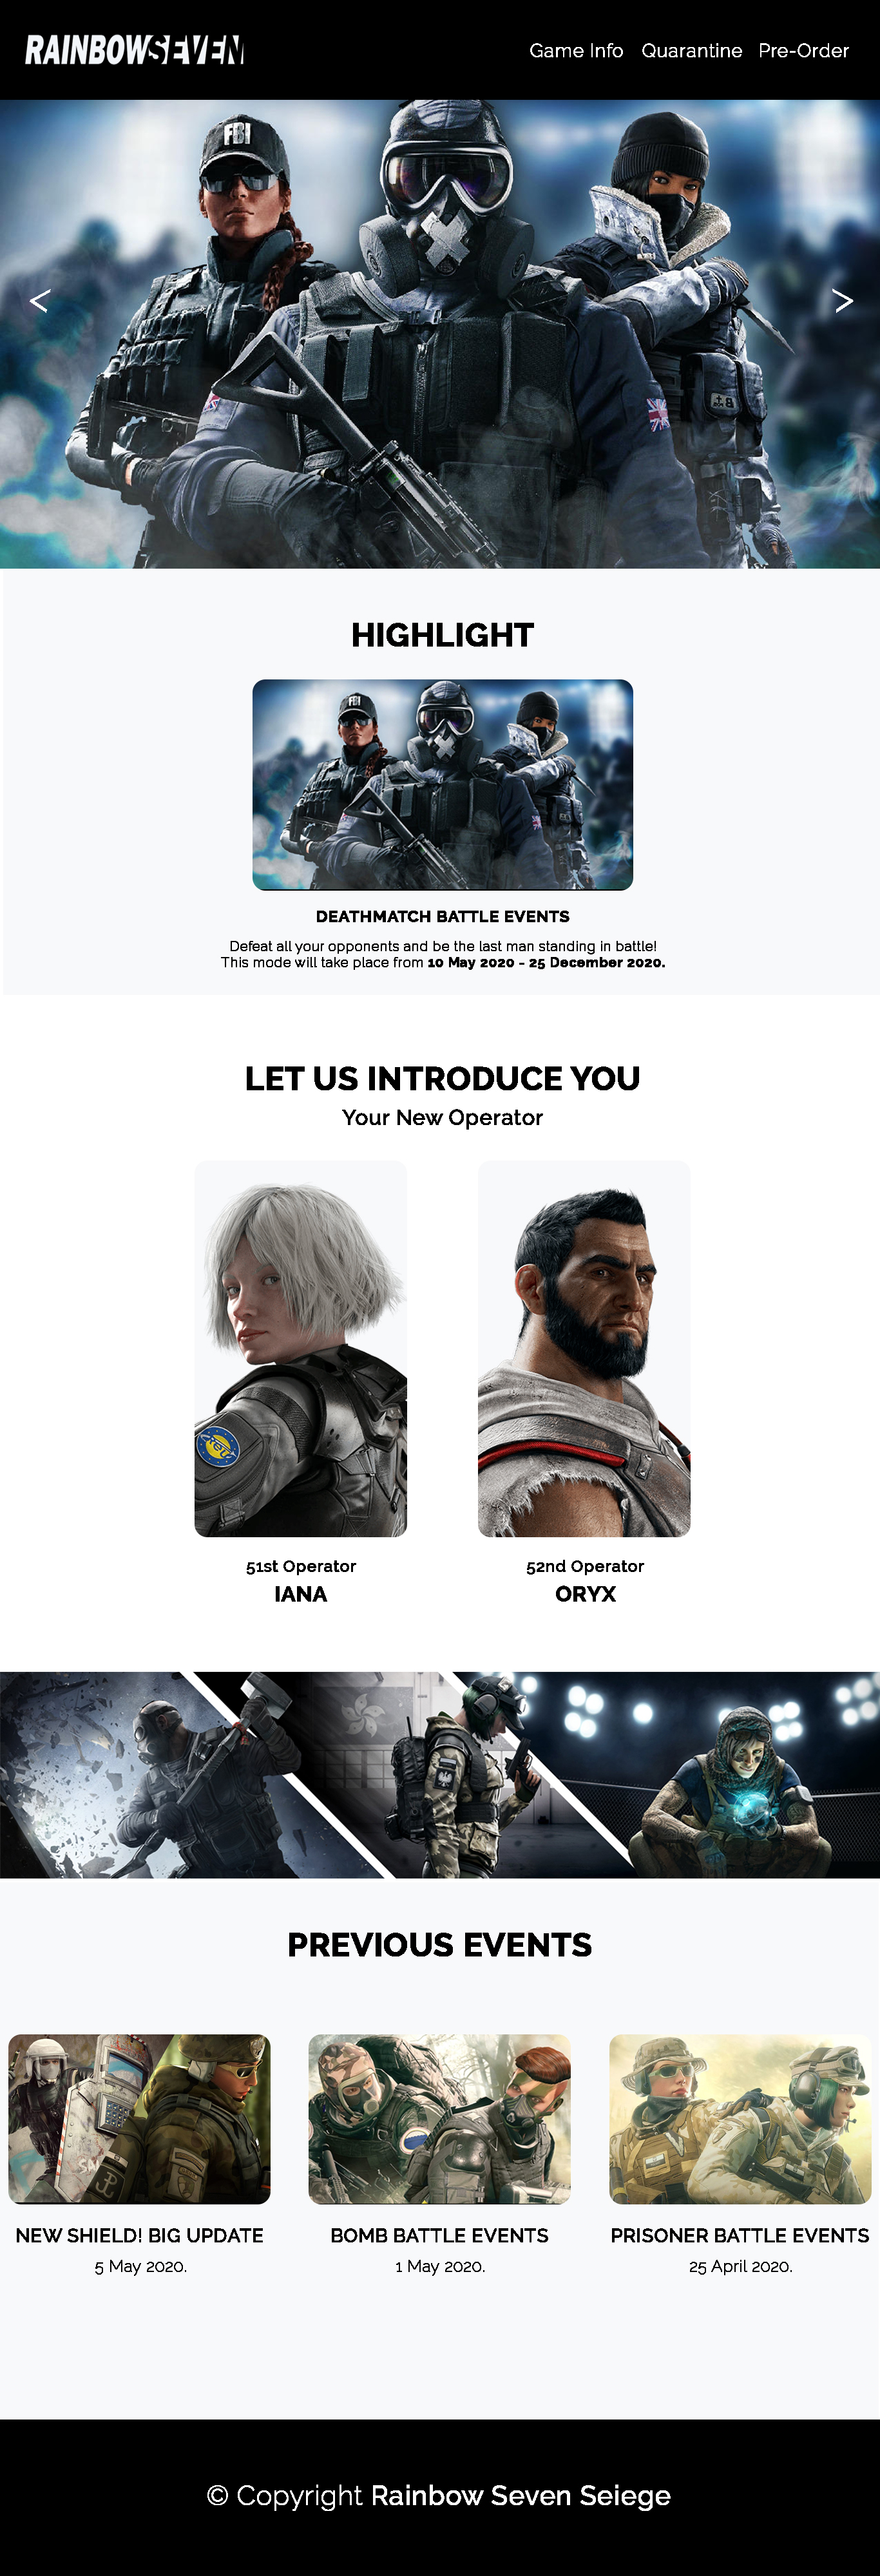 RAINBOWSEVEN
Game Info Quarantine Pre-Order
FBI
<
>
HIGHLIGHT
FBI
DEATHMATCH BATTLE EVENTS
Defeat all your opponents and be the last man standing in battle!
This mode will take place from 10 May 2020 - 25 December 2020.
LET US INTRODUCE YOU
Your New Operator
51st Operator
IANA
52nd Operator
ORYX
PREVIOUS EVENTS
NEW SHIELD! BIG UPDATE
5 May 2020.
BOMB BATTLE EVENTS
1 May 2020.
PRISONER BATTLE EVENTS
25 April 2020.
© Copyright Rainbow Seven Seiege